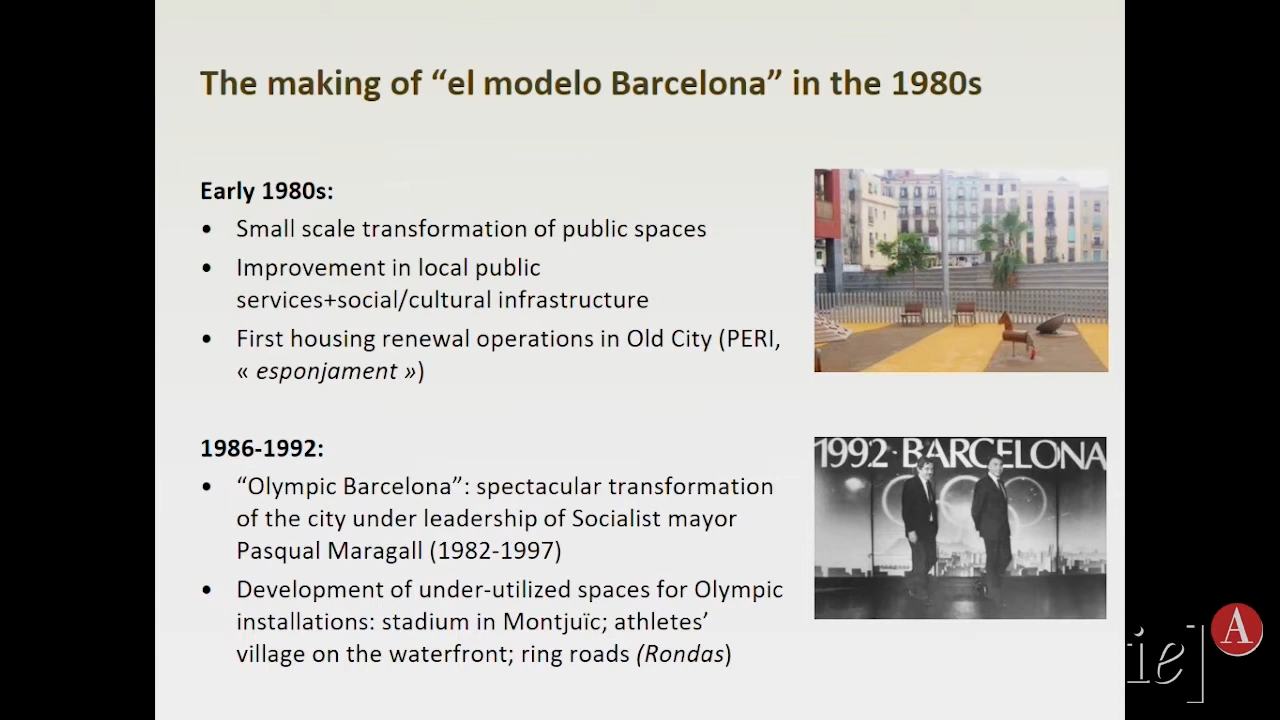 The making of “el modelo Barcelona” in the 1980s
Early 1980s:
• Small scale transformation of public spaces
• Improvement in local public
services+social/cultural infrastructure
• First housing renewal operations in Old City (PERI,
« esponjament »)
1986-1992:
• “Olympic Barcelona”: spectacular transformation
of the city under leadership of Socialist mayor
Pasqual Maragall (1982-1997)
• Development of under-utilized spaces for Olympic
installations: stadium in Montjuïc; athletes’
village on the waterfront; ring roads (Rondas)
1992 BARCELONA
ie]
A